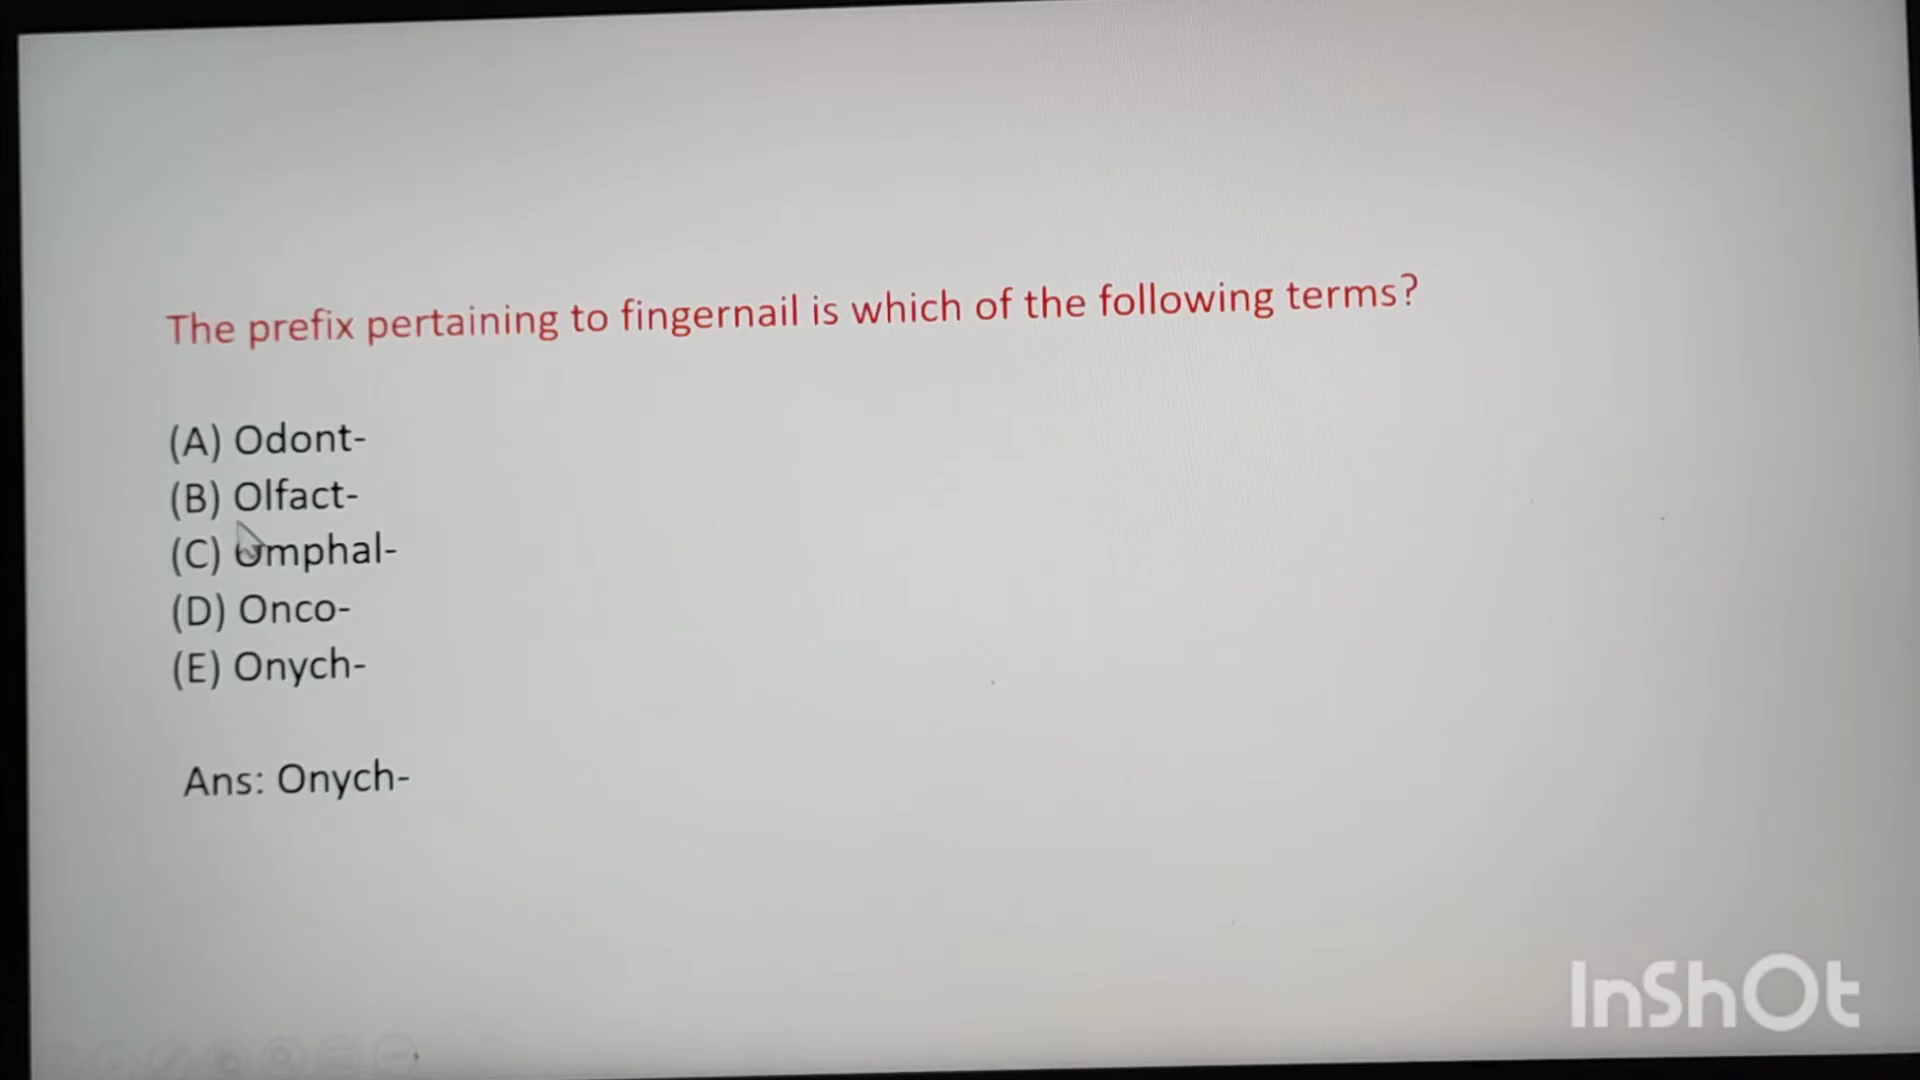 The prefix pertaining to fingernail is which of the following terms?
(A) Odont-
(B) Olfact-
(C) Omphal-
(D) Onco-
(E) Onych-
Ans: Onych-
InShOt